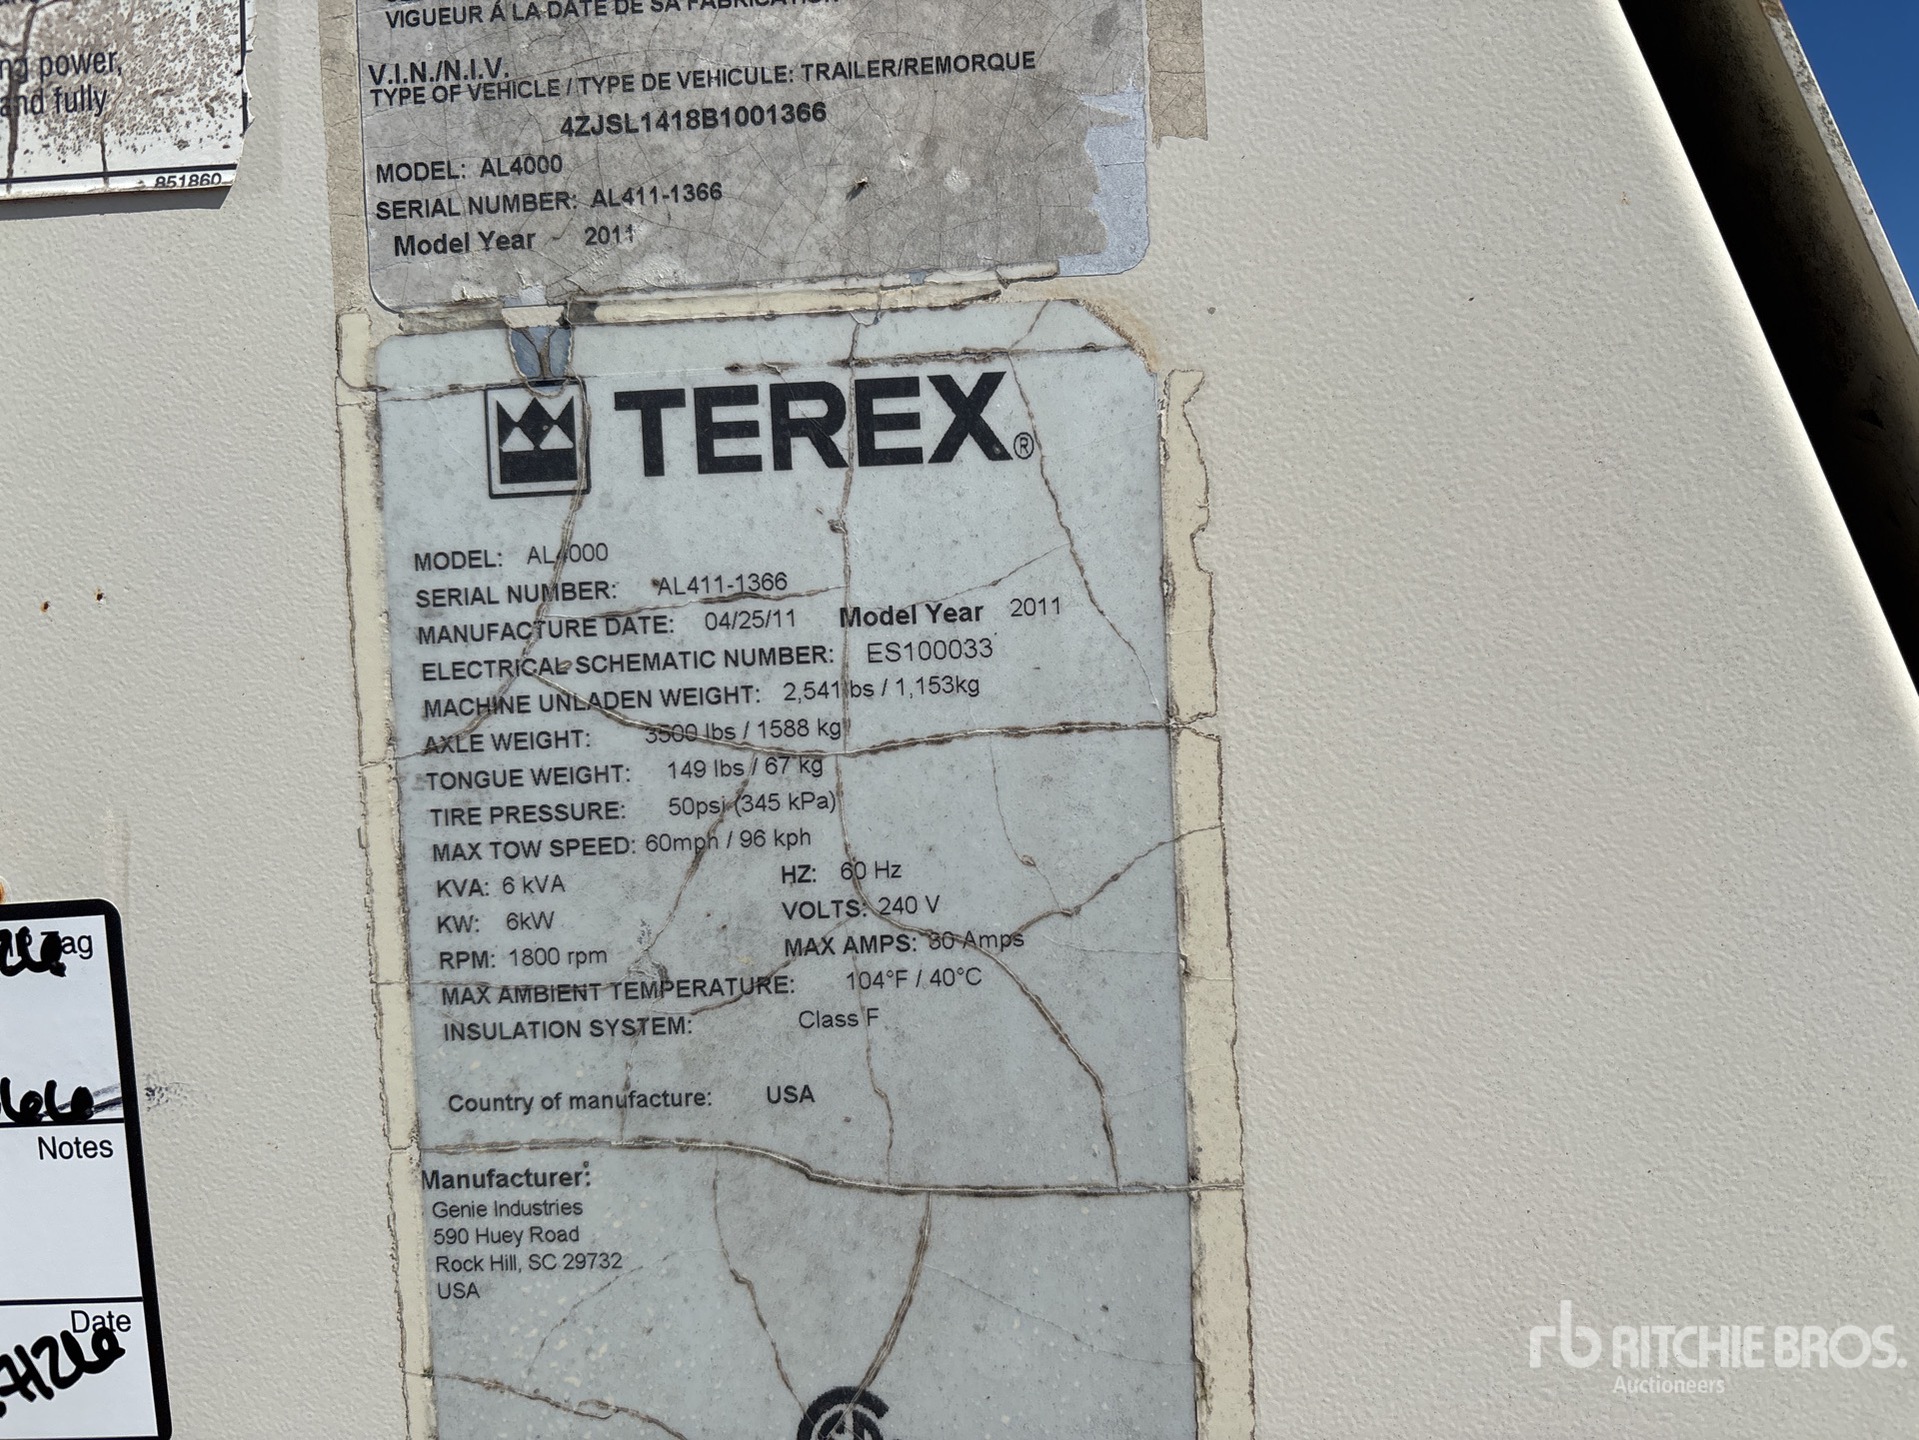 ng power,
and fully
851860
VIGUEUR Á LA DATE DE SA FABRICATION
V.I.N./N.I.V.
TYPE OF VEHICLE / TYPE DE VEHICULE: TRAILER/REMORQUE
4ZJSL1418B1001366
MODEL: AL4000
SERIAL NUMBER: AL411-1366
Model Year 2011
TEREX®
MODEL: AL4000
SERIAL NUMBER: AL411-1366
MANUFACTURE DATE: 04/25/11 Model Year 2011
ELECTRICAL SCHEMATIC NUMBER: ES100033
MACHINE UNLADEN WEIGHT: 2,541lbs / 1,153kg
AXLE WEIGHT: 3500 lbs / 1588 kg
TONGUE WEIGHT: 149 lbs / 67 kg
TIRE PRESSURE: 50psi (345 kPa)
MAX TOW SPEED: 60mph / 96 kph
KVA: 6 kVA HZ: 60 Hz
KW: 6kW VOLTS: 240 V
RPM: 1800 rpm MAX AMPS: 30 Amps
MAX AMBIENT TEMPERATURE: 104°F / 40°C
INSULATION SYSTEM: Class F
Country of manufacture: USA
Manufacturer:
Genie Industries
590 Huey Road
Rock Hill, SC 29732
USA
Tag
Notes
Date
rb RITCHIE BROS.
Auctioneers